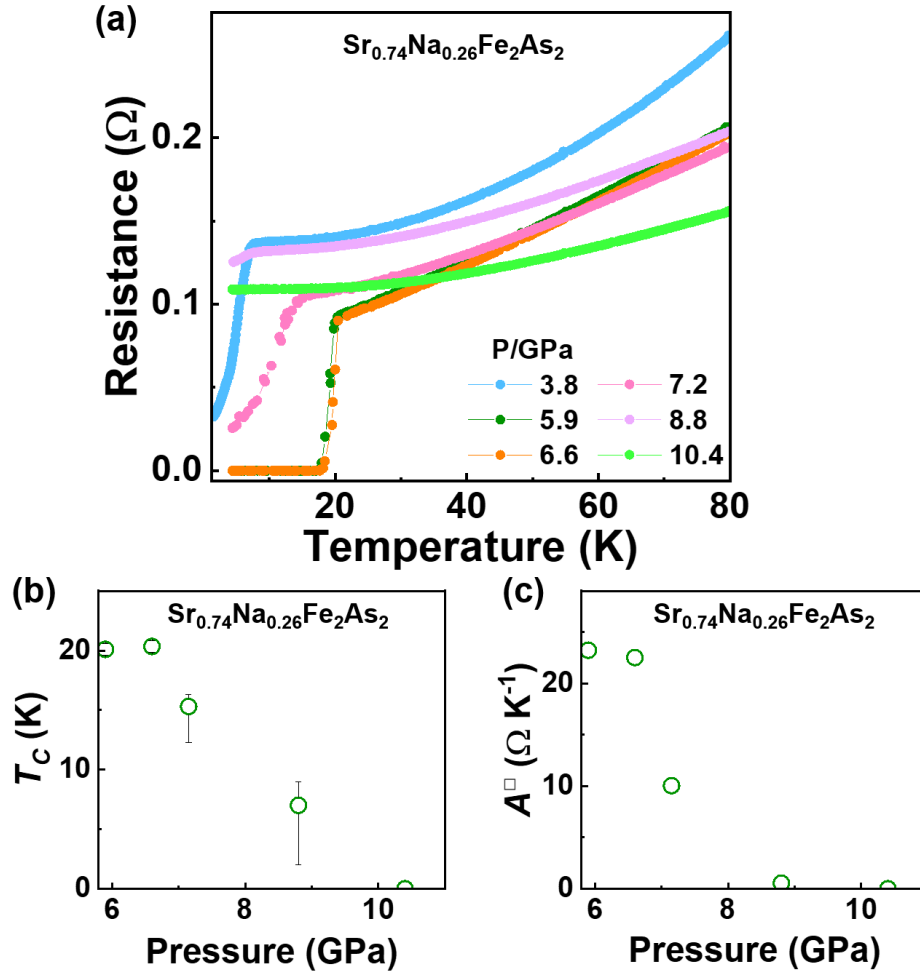 (a)
Sr0.74Na0.26Fe2As2
Resistance (Ω)
0.2
0.1
0.0
P/GPa
3.8 7.2
5.9 8.8
6.6 10.4
20 40 60 80
Temperature (K)
(b)
Sr0.74Na0.26Fe2As2
TC (K)
20
10
0
6 8 10
Pressure (GPa)
(c)
Sr0.74Na0.26Fe2As2
A□ (Ω K-1)
20
10
0
6 8 10
Pressure (GPa)